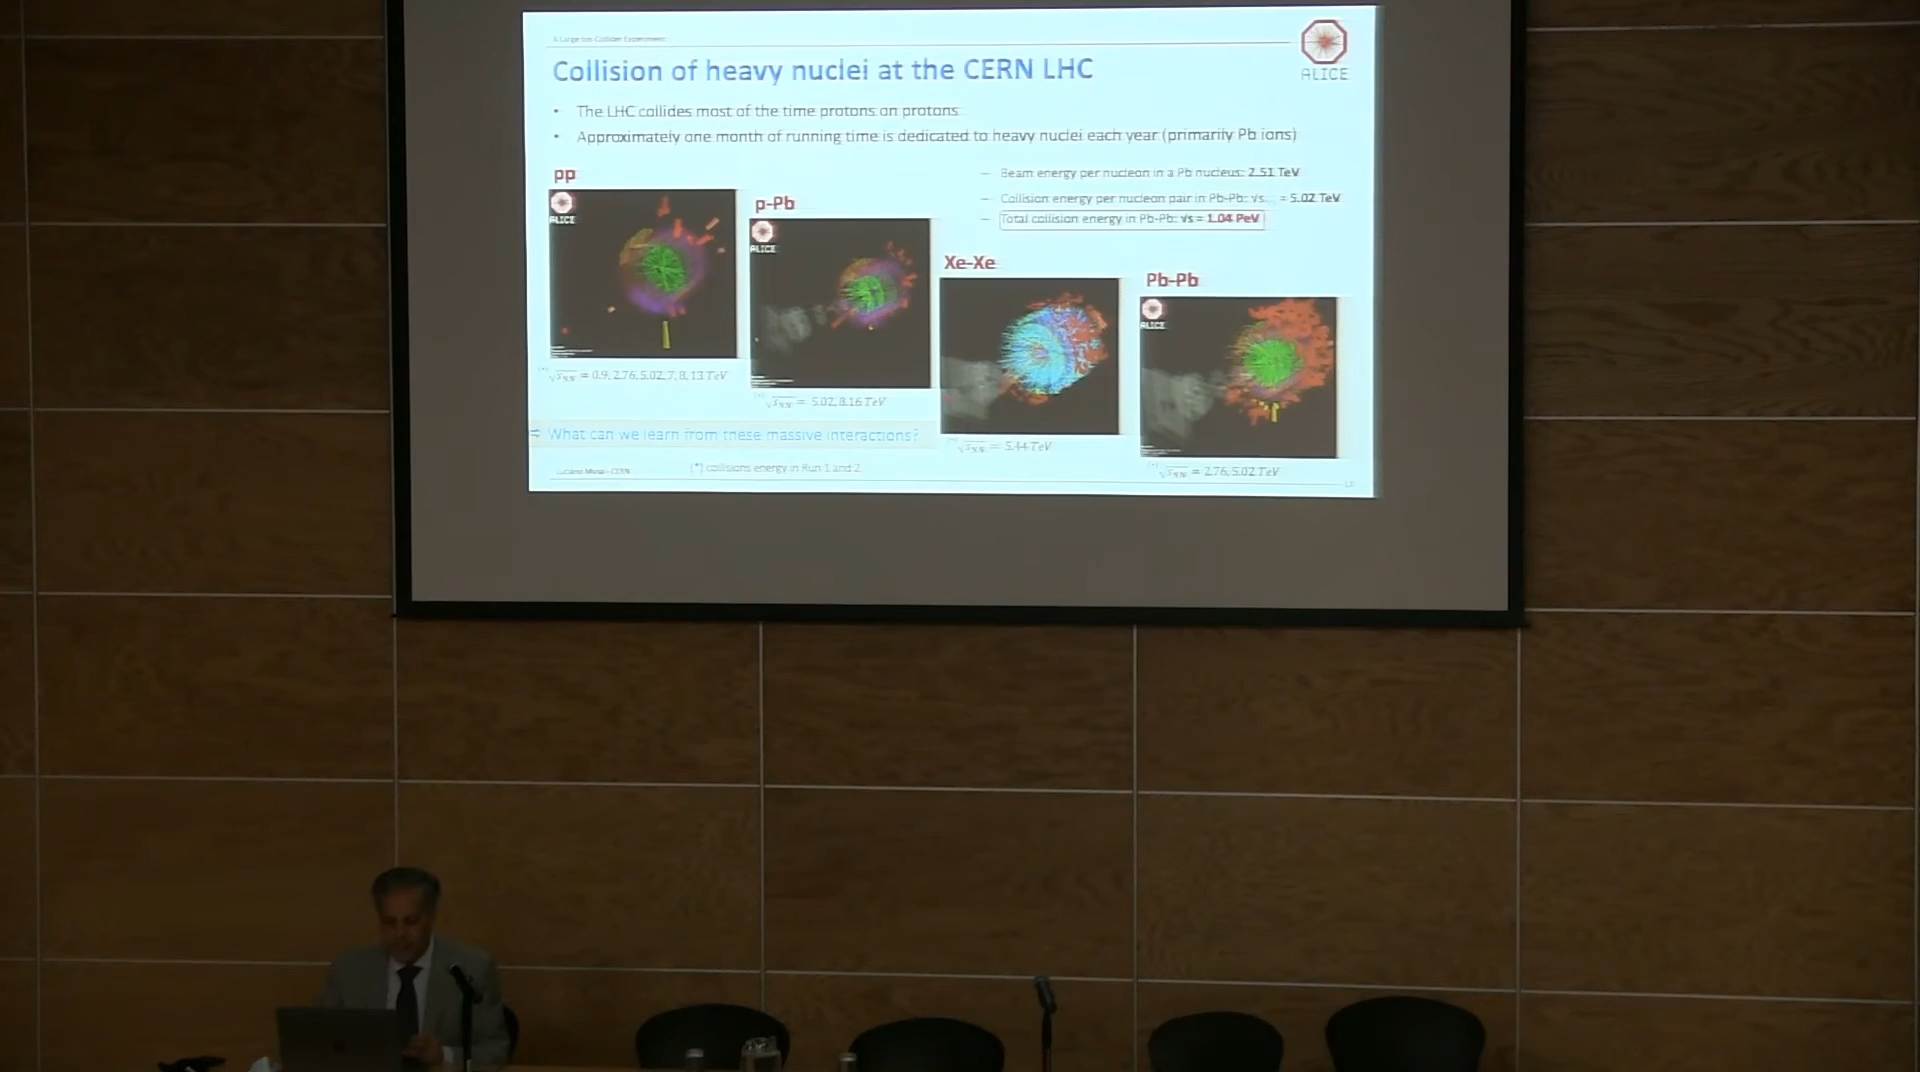 A Large Ion Collider Experiment
ALICE
Collision of heavy nuclei at the CERN LHC
• The LHC collides most of the time protons on protons
• Approximately one month of running time is dedicated to heavy nuclei each year (primarily Pb ions)
– Beam energy per nucleon in a Pb nucleus: 2.51 TeV
– Collision energy per nucleon pair in Pb-Pb: √s = 5.02 TeV
– Total collision energy in Pb-Pb: √s = 1.04 PeV
pp
ALICE
(*) √sNN = 0.9, 2.76, 5.02, 7, 8, 13 TeV
p-Pb
ALICE
(*) √sNN = 5.02, 8.16 TeV
Xe-Xe
(*) √sNN = 5.44 TeV
Pb-Pb
ALICE
(*) √sNN = 2.76, 5.02 TeV
⇨ What can we learn from these massive interactions?
Luciano Musa - CERN
(*) collisions energy in Run 1 and 2